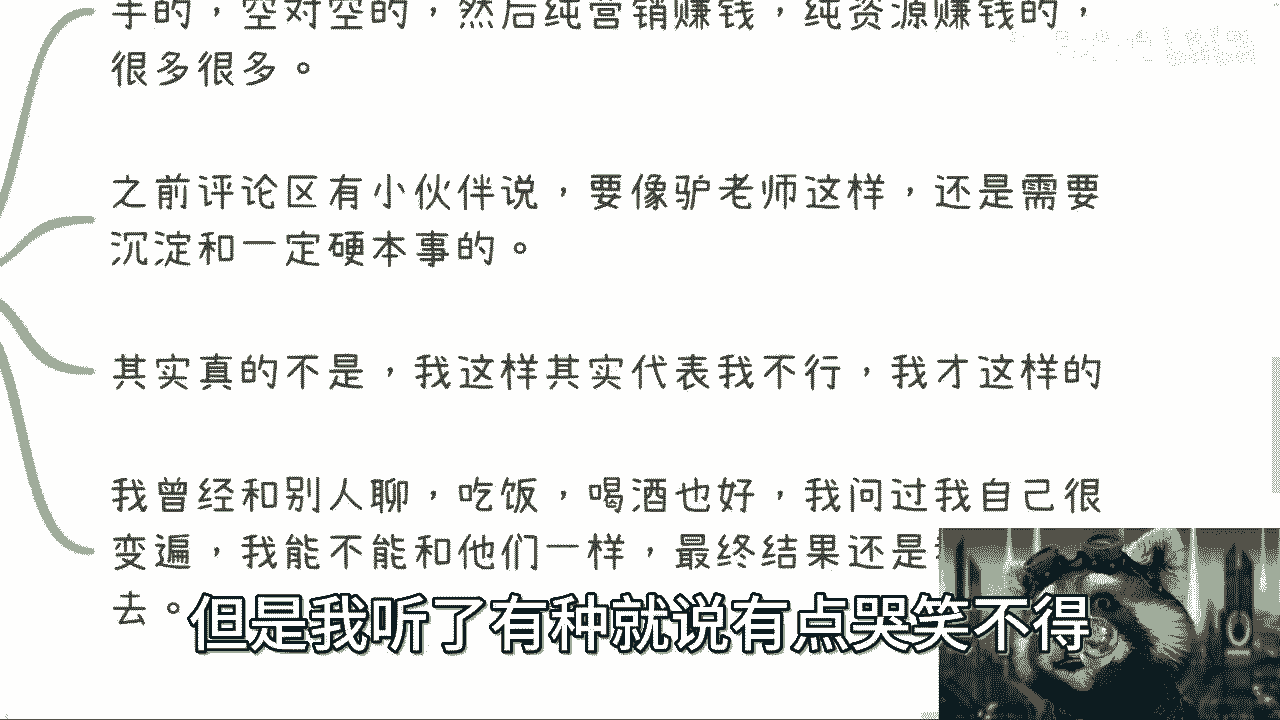 手的，空对空的，然后纯营销赚钱，纯资源赚钱的，
很多很多。
之前评论区有小伙伴说，要像驴老师这样，还是需要
沉淀和一定硬本事的。
其实真的不是，我这样其实代表我不行，我才这样的
我曾经和别人聊，吃饭，喝酒也好，我问过我自己很
变遍，我能不能和他们一样，最终结果还是
去。
但是我听了有种就说有点哭笑不得